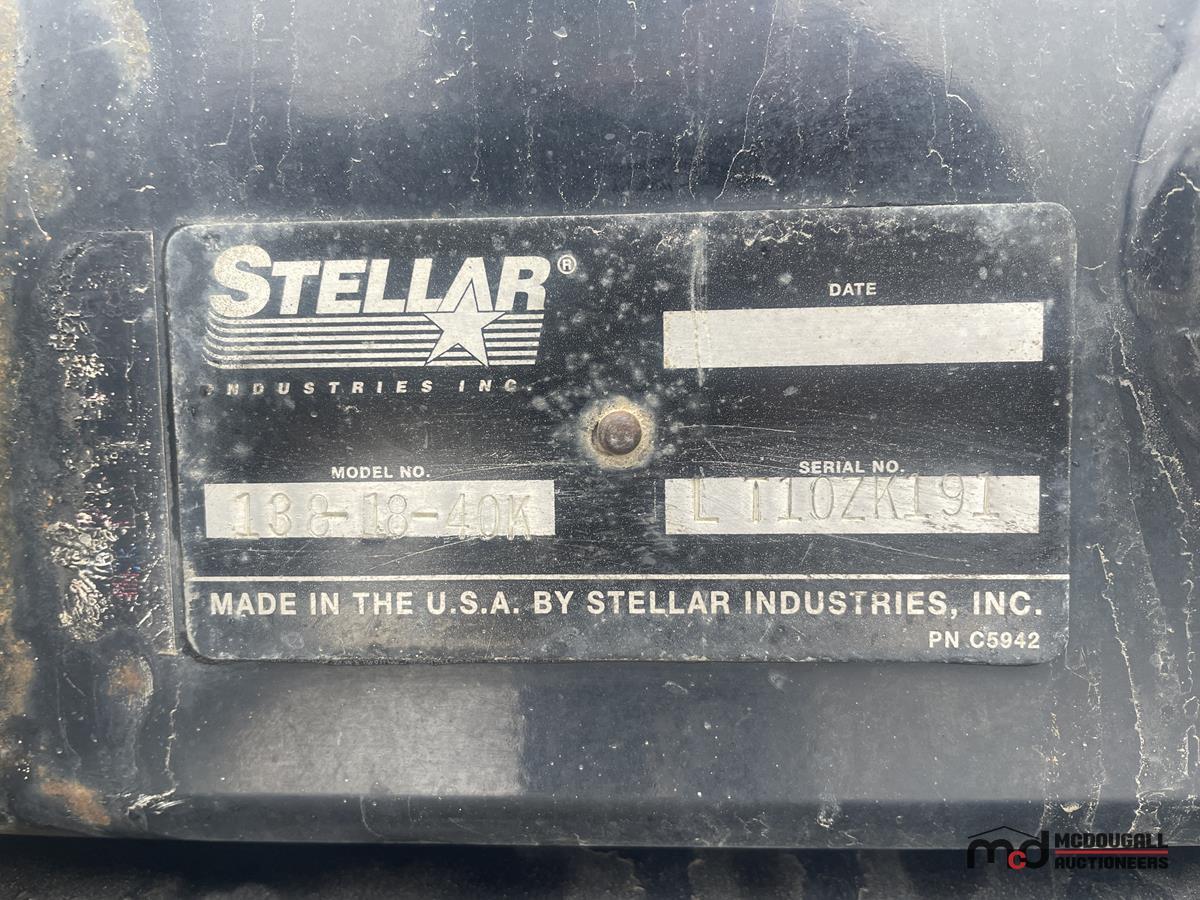 STELLAR®
INDUSTRIES INC.
DATE
MODEL NO.
138-18-40K
SERIAL NO.
L T10ZK191
MADE IN THE U.S.A. BY STELLAR INDUSTRIES, INC.
PN C5942
mcd MCDOUGALL
AUCTIONEERS